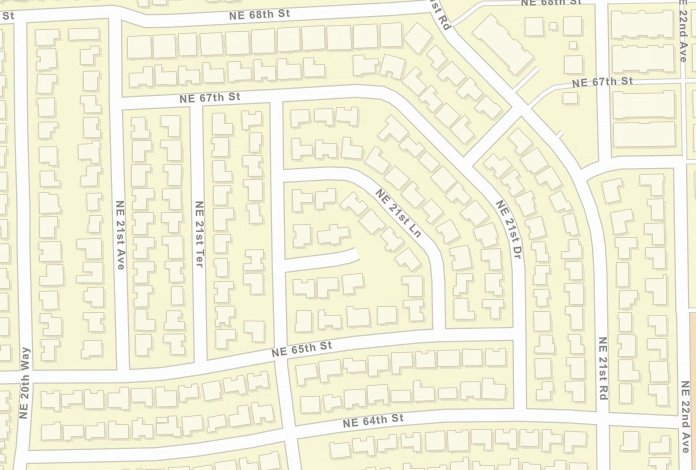 St
NE 68th St
st Rd
NE 68th St
NE 22nd Ave
NE 67th St
NE 67th St
NE 21st Ave
NE 21st Ter
NE 21st Ln
NE 21st Dr
NE 65th St
NE 20th Way
NE 21st Rd
NE 22nd Ave
NE 64th St